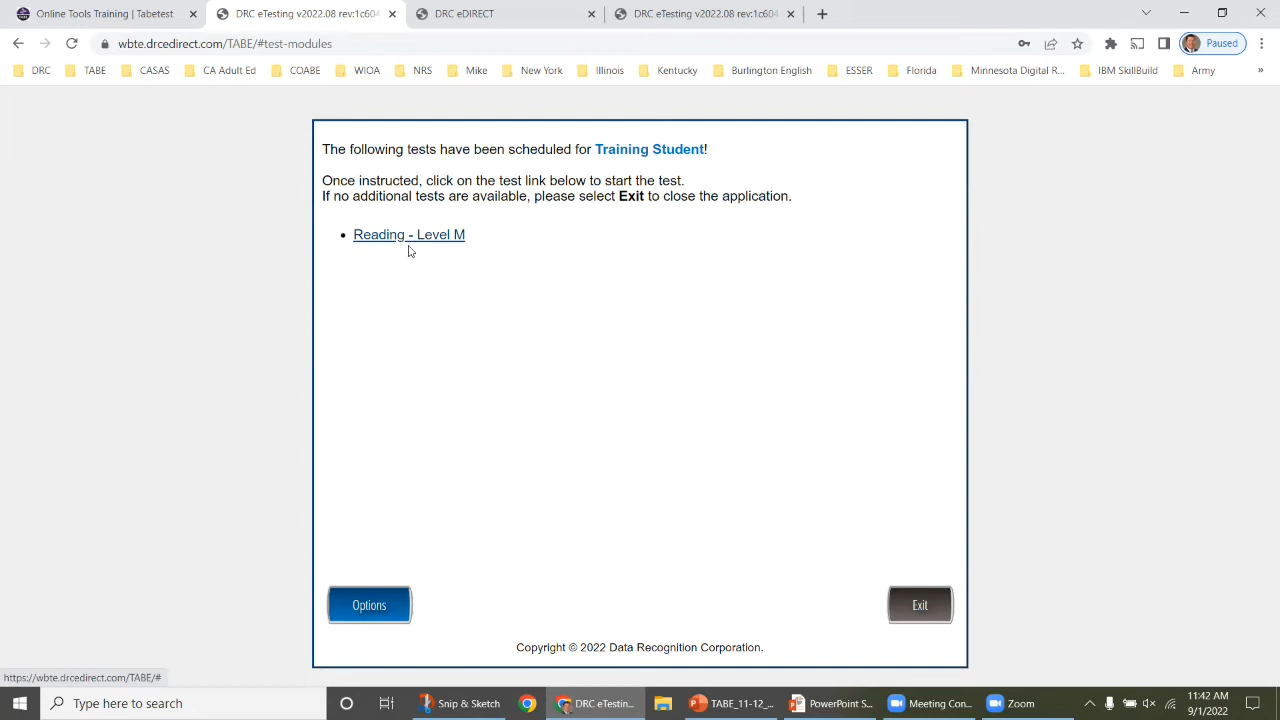 Online Tools Training | Tabetest
DRC eTesting v2022.08 rev:1c604
DRC eDIRECT
DRC eTesting v2022.08 rev:1c604
wbte.drcedirect.com/TABE/#test-modules
Paused
DRC
TABE
CASAS
CA Adult Ed
COABE
WIOA
NRS
Mike
New York
Illinois
Kentucky
Burlington English
ESSER
Florida
Minnesota Digital R...
IBM SkillBuild
Army
»
The following tests have been scheduled for Training Student!
Once instructed, click on the test link below to start the test.
If no additional tests are available, please select Exit to close the application.
• Reading - Level M
Options
Exit
Copyright © 2022 Data Recognition Corporation.
https://wbte.drcedirect.com/TABE/#
Type here to search
Snip & Sketch
DRC eTestin...
TABE_11-12_...
PowerPoint S...
Meeting Con...
Zoom
11:42 AM
9/1/2022